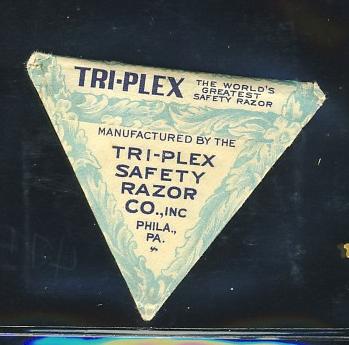 TRI-PLEX THE WORLD'S
GREATEST
SAFETY RAZOR
MANUFACTURED BY THE
TRI-PLEX
SAFETY
RAZOR
CO., INC
PHILA.,
PA.